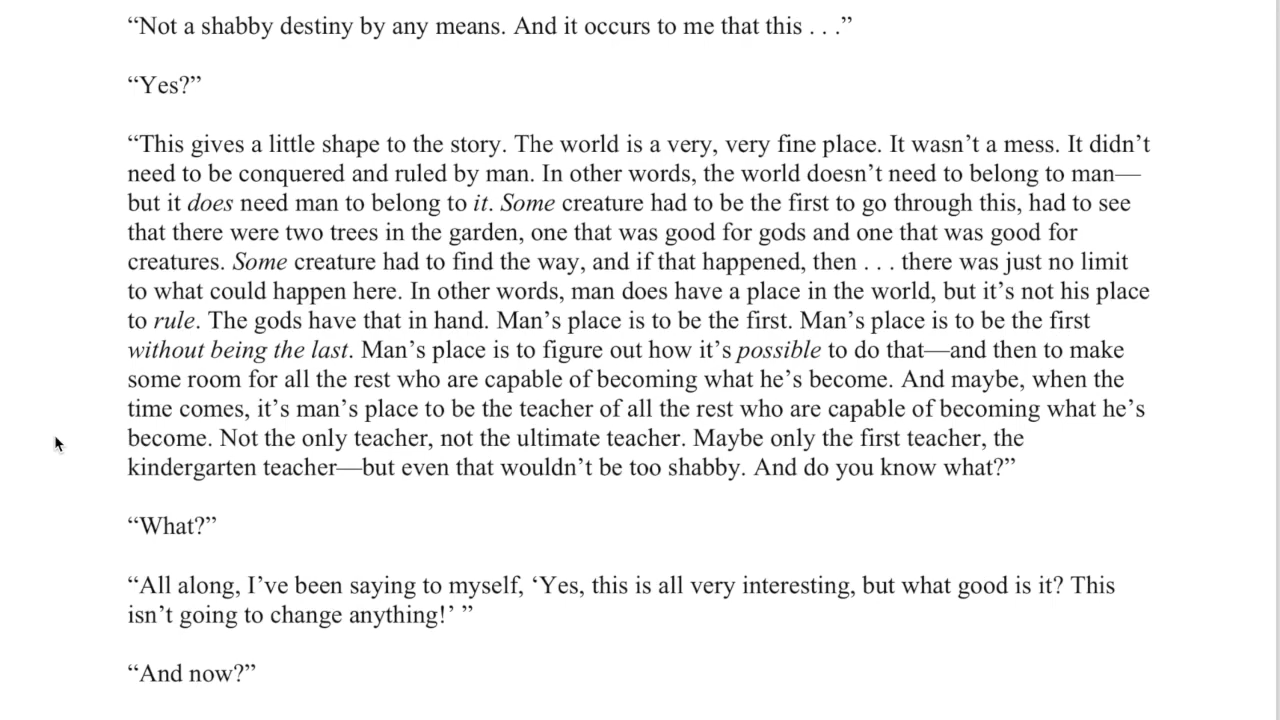 “Not a shabby destiny by any means. And it occurs to me that this . . .”
“Yes?”
“This gives a little shape to the story. The world is a very, very fine place. It wasn’t a mess. It didn’t
need to be conquered and ruled by man. In other words, the world doesn’t need to belong to man—
but it does need man to belong to it. Some creature had to be the first to go through this, had to see
that there were two trees in the garden, one that was good for gods and one that was good for
creatures. Some creature had to find the way, and if that happened, then . . . there was just no limit
to what could happen here. In other words, man does have a place in the world, but it’s not his place
to rule. The gods have that in hand. Man’s place is to be the first. Man’s place is to be the first
without being the last. Man’s place is to figure out how it’s possible to do that—and then to make
some room for all the rest who are capable of becoming what he’s become. And maybe, when the
time comes, it’s man’s place to be the teacher of all the rest who are capable of becoming what he’s
become. Not the only teacher, not the ultimate teacher. Maybe only the first teacher, the
kindergarten teacher—but even that wouldn’t be too shabby. And do you know what?”
“What?”
“All along, I’ve been saying to myself, ‘Yes, this is all very interesting, but what good is it? This
isn’t going to change anything!’ ”
“And now?”